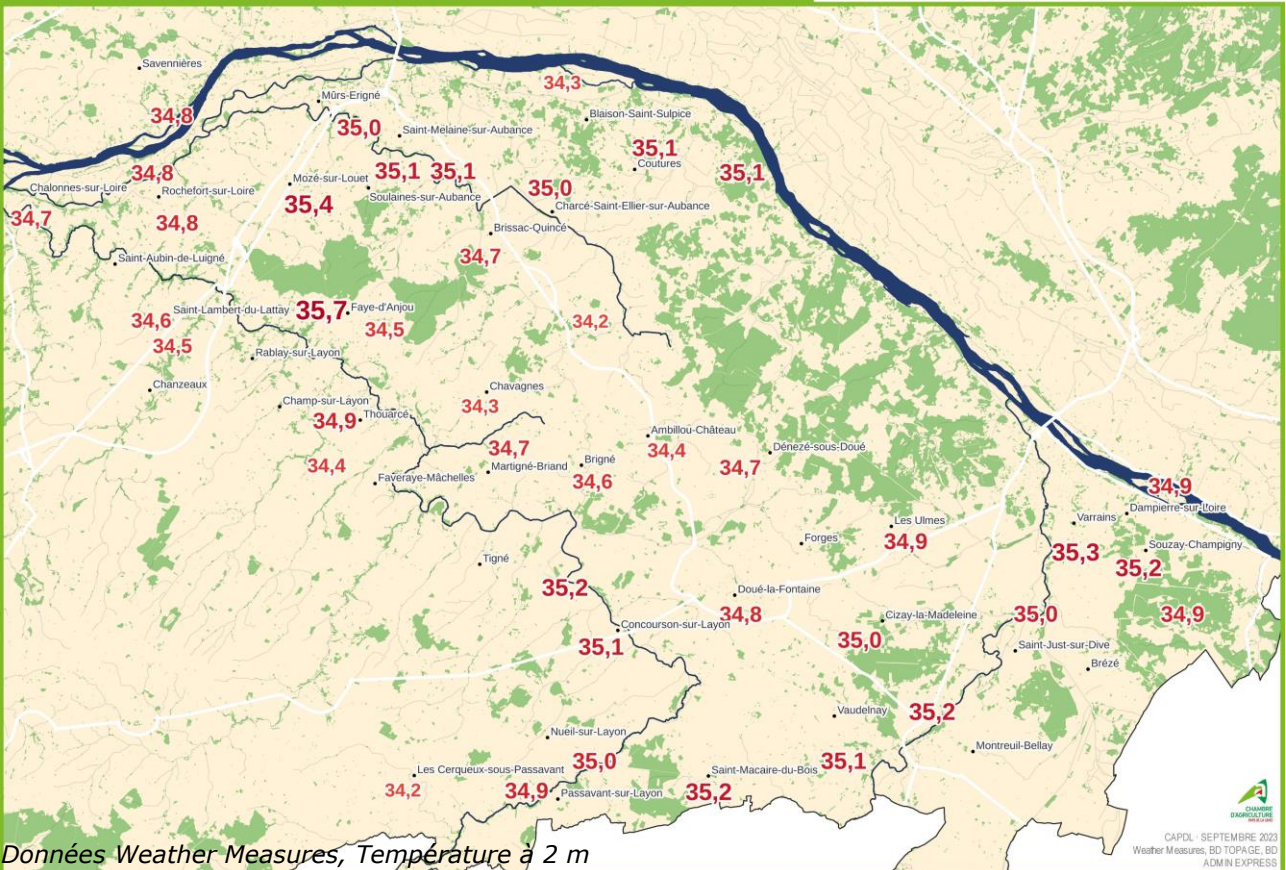 Savennières
34,3
34,8
Mûrs-Erigné
Blaison-Saint-Sulpice
35,0
Saint-Melaine-sur-Aubance
35,1
Coutures
34,8
35,1
35,1
35,1
Chalonnes-sur-Loire
Rochefort-sur-Loire
Mozé-sur-Louet
Soulaines-sur-Aubance
35,0
35,4
Charcé-Saint-Ellier-sur-Aubance
34,7
34,8
Brissac-Quincé
34,7
Saint-Aubin-de-Luigné
Saint-Lambert-du-Lattay
35,7
Faye-d'Anjou
34,6
34,5
34,2
34,5
Rablay-sur-Layon
Chanzeaux
Chavagnes
Champ-sur-Layon
34,3
34,9
Thouarcé
Ambillou-Château
34,7
34,4
Dénezé-sous-Doué
34,4
Martigné-Briand
Brigné
34,7
Faveraye-Mâchelles
34,6
34,9
Dampierre-sur-Loire
Varrains
Les Ulmes
34,9
Forges
35,3
Souzay-Champigny
35,2
Tigné
35,2
Doué-la-Fontaine
34,8
Cizay-la-Madeleine
35,0
34,9
Concourson-sur-Layon
35,1
35,0
Saint-Just-sur-Dive
Brézé
Vaudelnay
35,2
Nueil-sur-Layon
Montreuil-Bellay
35,0
35,1
Les Cerqueux-sous-Passavant
Saint-Macaire-du-Bois
34,2
34,9
Passavant-sur-Layon
35,2
CHAMBRE
D'AGRICULTURE
PAYS DE LA LOIRE
CAPDL - SEPTEMBRE 2023
Weather Measures, BD TOPAGE, BD
ADMIN EXPRESS
Données Weather Measures, Température à 2 m